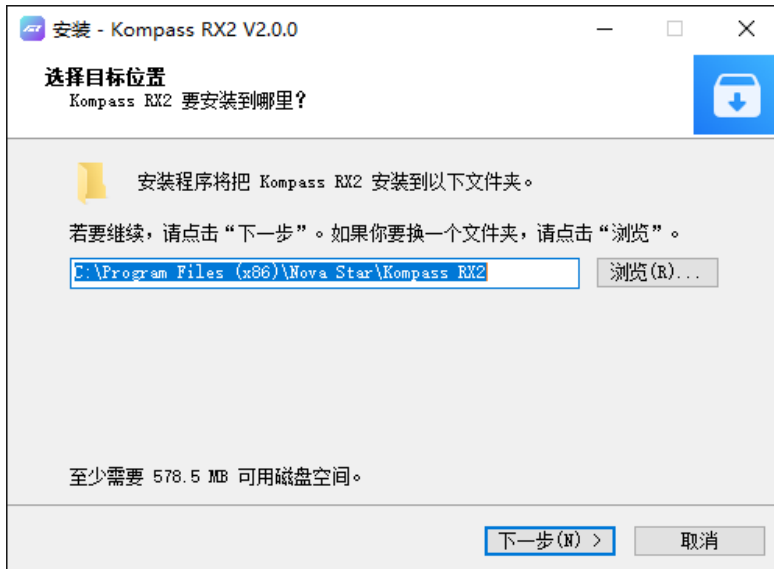 安装 - Kompass RX2 V2.0.0
选择目标位置
Kompass RX2 要安装到哪里?
安装程序将把 Kompass RX2 安装到以下文件夹。
若要继续，请点击“下一步”。如果你要换一个文件夹，请点击“浏览”。
C:\Program Files (x86)\Nova Star\Kompass RX2
浏览(R)...
至少需要 578.5 MB 可用磁盘空间。
下一步(N) >
取消